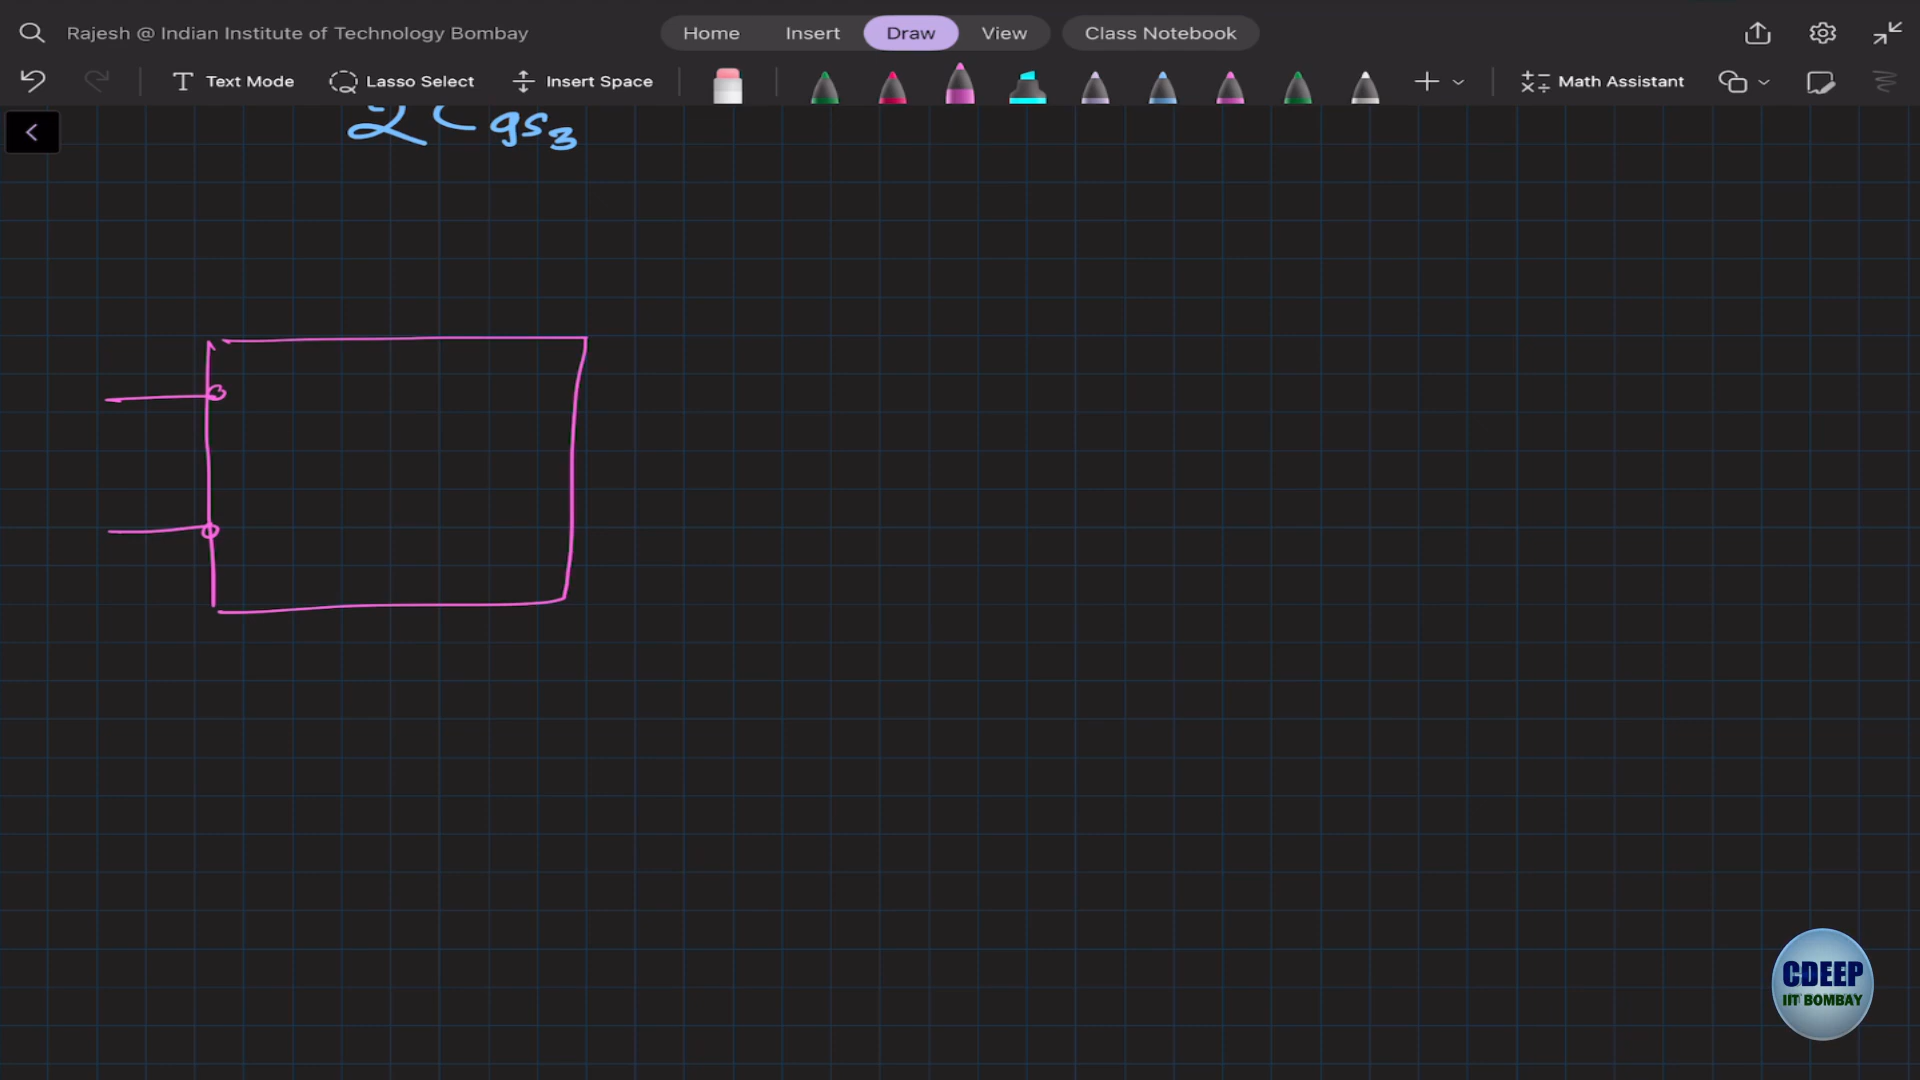 Rajesh @ Indian Institute of Technology Bombay
Home Insert Draw View Class Notebook
Text Mode Lasso Select Insert Space Math Assistant
2Cgs3
CDEEP
IIT BOMBAY